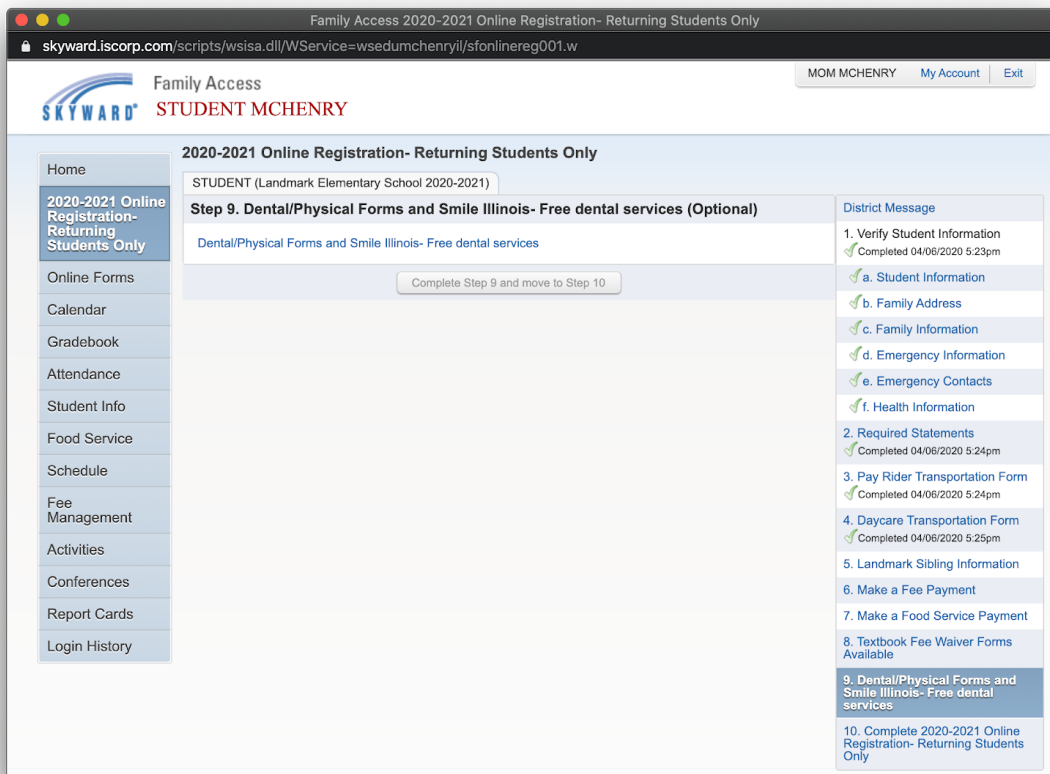 Family Access 2020-2021 Online Registration- Returning Students Only
skyward.iscorp.com/scripts/wsisa.dll/WService=wsedumchenryil/sfonlinereg001.w
SKYWARD
Family Access
STUDENT MCHENRY
MOM MCHENRY
My Account
Exit
Home
2020-2021 Online
Registration-
Returning
Students Only
Online Forms
Calendar
Gradebook
Attendance
Student Info
Food Service
Schedule
Fee
Management
Activities
Conferences
Report Cards
Login History
2020-2021 Online Registration- Returning Students Only
STUDENT (Landmark Elementary School 2020-2021)
Step 9. Dental/Physical Forms and Smile Illinois- Free dental services (Optional)
Dental/Physical Forms and Smile Illinois- Free dental services
Complete Step 9 and move to Step 10
District Message
1. Verify Student Information
Completed 04/06/2020 5:23pm
a. Student Information
b. Family Address
c. Family Information
d. Emergency Information
e. Emergency Contacts
f. Health Information
2. Required Statements
Completed 04/06/2020 5:24pm
3. Pay Rider Transportation Form
Completed 04/06/2020 5:24pm
4. Daycare Transportation Form
Completed 04/06/2020 5:25pm
5. Landmark Sibling Information
6. Make a Fee Payment
7. Make a Food Service Payment
8. Textbook Fee Waiver Forms
Available
9. Dental/Physical Forms and
Smile Illinois- Free dental
services
10. Complete 2020-2021 Online
Registration- Returning Students
Only